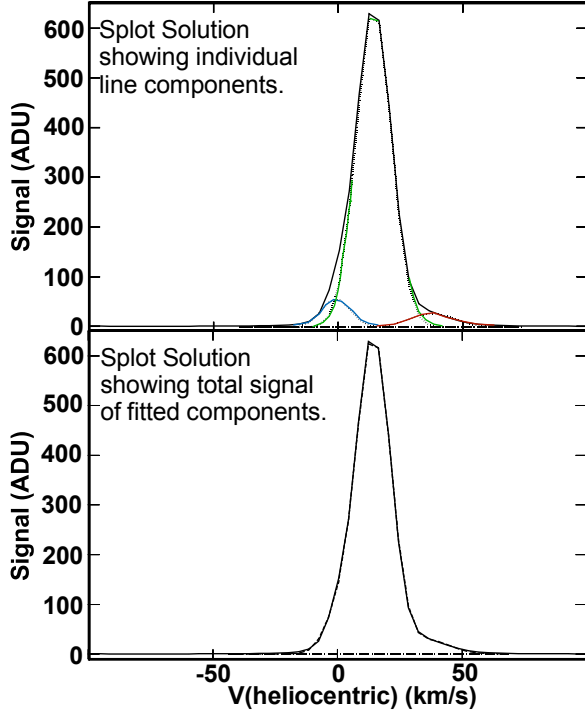 600
500
400
300
200
100
0
Signal (ADU)
Splot Solution
showing individual
line components.
600
500
400
300
200
100
0
Signal (ADU)
Splot Solution
showing total signal
of fitted components.
-50
0
50
V(heliocentric) (km/s)